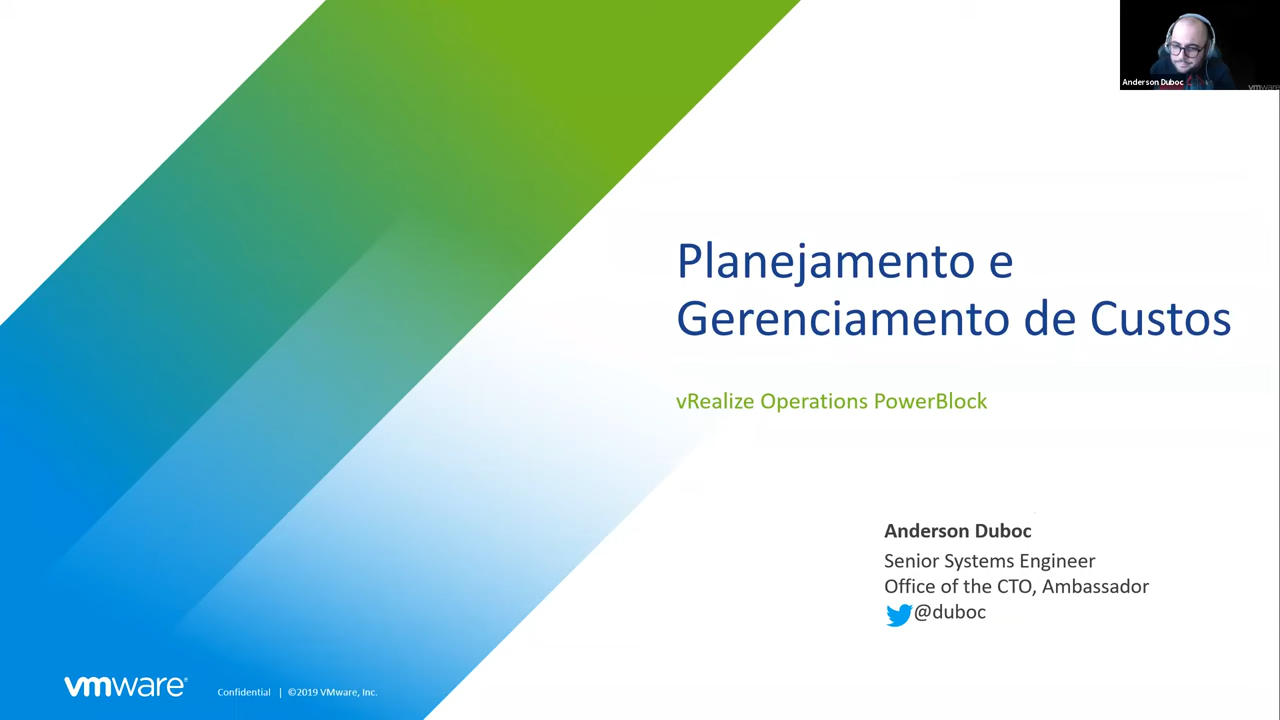 Anderson Duboc
vmware
Planejamento e
Gerenciamento de Custos
vRealize Operations PowerBlock
Anderson Duboc
Senior Systems Engineer
Office of the CTO, Ambassador
@duboc
vmware®
Confidential | ©2019 VMware, Inc.